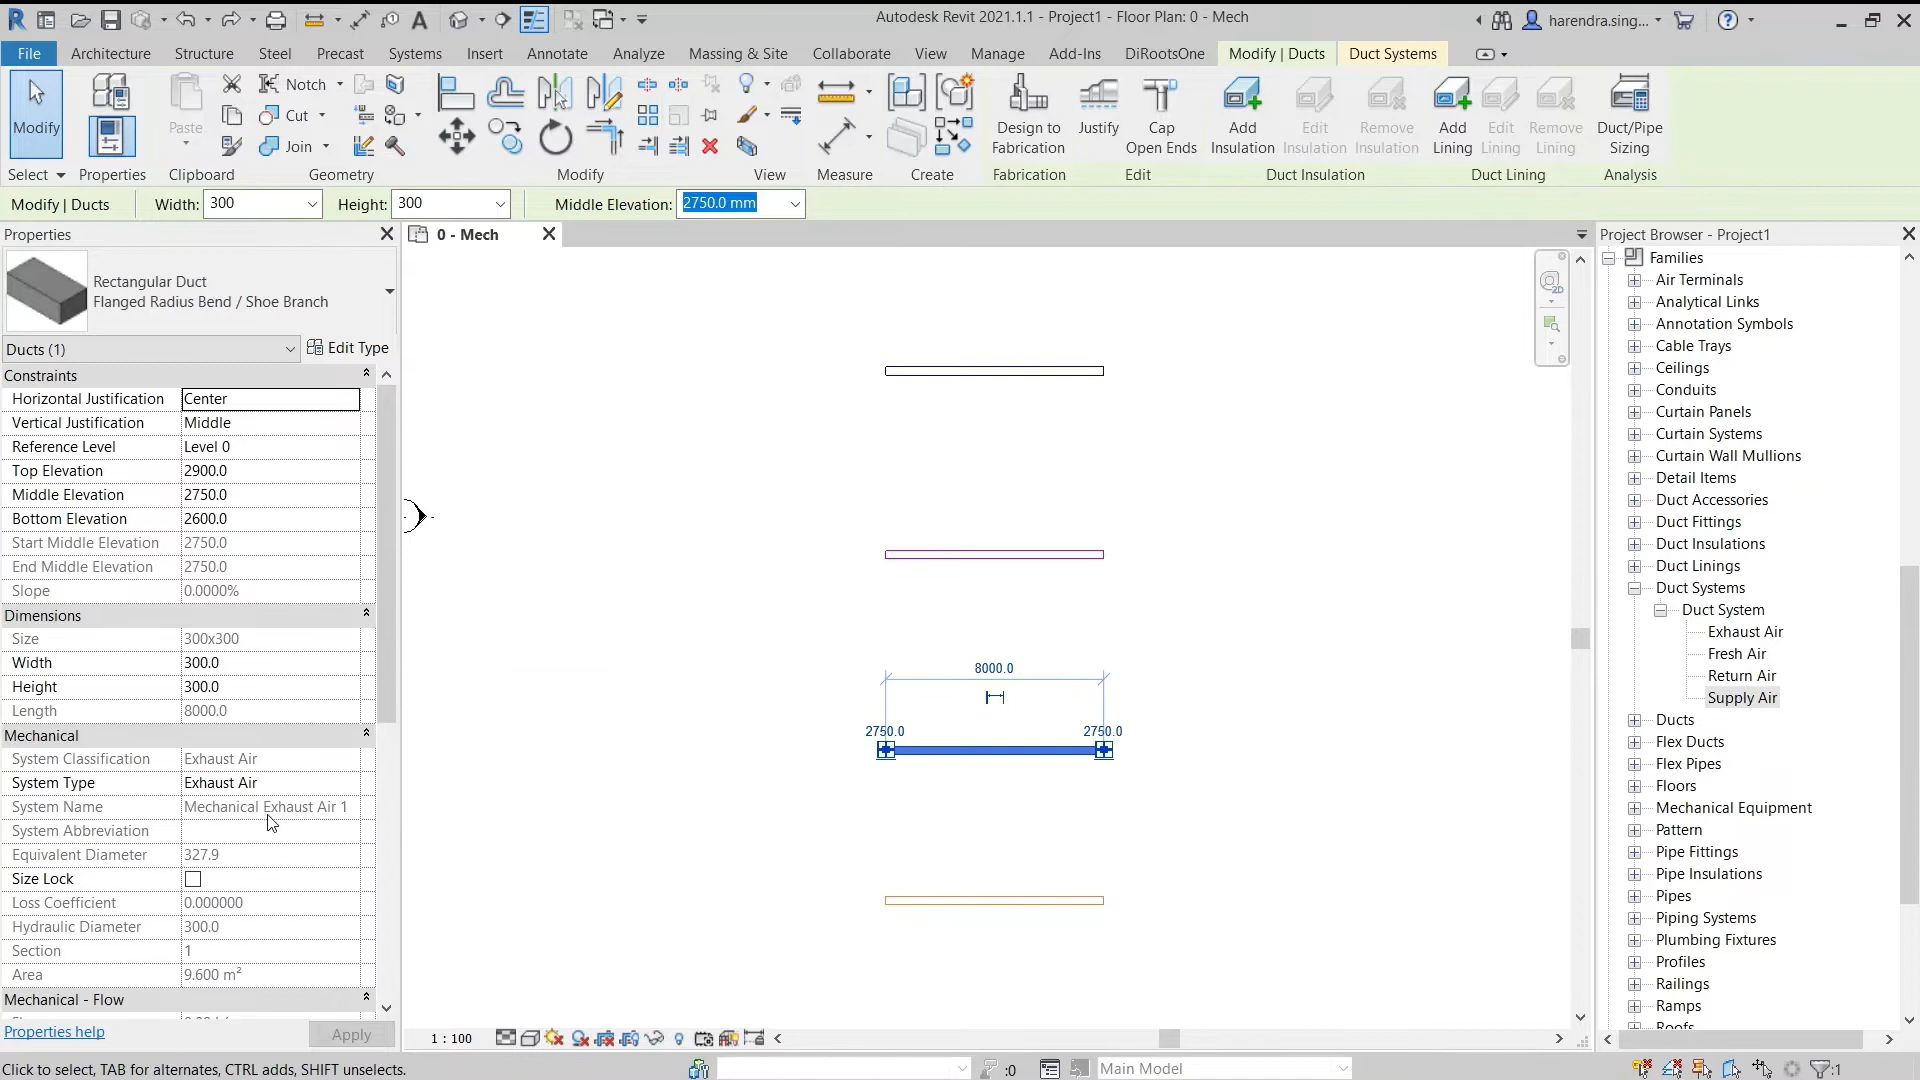 Autodesk Revit 2021.1.1 - Project1 - Floor Plan: 0 - Mech
harendra.sing...
File Architecture Structure Steel Precast Systems Insert Annotate Analyze Massing & Site Collaborate View Manage Add-Ins DiRootsOne Modify | Ducts Duct Systems
Modify
Paste
Notch
Cut
Join
Design to Fabrication
Justify
Cap Open Ends
Add Insulation
Edit Insulation
Remove Insulation
Add Lining
Edit Lining
Remove Lining
Duct/Pipe Sizing
Select Properties Clipboard Geometry Modify View Measure Create Fabrication Edit Duct Insulation Duct Lining Analysis
Modify | Ducts Width: 300 Height: 300 Middle Elevation: 2750.0 mm
Properties
Rectangular Duct
Flanged Radius Bend / Shoe Branch
Ducts (1) Edit Type
Constraints
Horizontal Justification Center
Vertical Justification Middle
Reference Level Level 0
Top Elevation 2900.0
Middle Elevation 2750.0
Bottom Elevation 2600.0
Start Middle Elevation 2750.0
End Middle Elevation 2750.0
Slope 0.0000%
Dimensions
Size 300x300
Width 300.0
Height 300.0
Length 8000.0
Mechanical
System Classification Exhaust Air
System Type Exhaust Air
System Name Mechanical Exhaust Air 1
System Abbreviation
Equivalent Diameter 327.9
Size Lock
Loss Coefficient 0.000000
Hydraulic Diameter 300.0
Section 1
Area 9.600 m²
Mechanical - Flow
Properties help Apply
0 - Mech
2D
8000.0
2750.0 2750.0
1 : 100
Project Browser - Project1
Families
Air Terminals
Analytical Links
Annotation Symbols
Cable Trays
Ceilings
Conduits
Curtain Panels
Curtain Systems
Curtain Wall Mullions
Detail Items
Duct Accessories
Duct Fittings
Duct Insulations
Duct Linings
Duct Systems
Duct System
Exhaust Air
Fresh Air
Return Air
Supply Air
Ducts
Flex Ducts
Flex Pipes
Floors
Mechanical Equipment
Pattern
Pipe Fittings
Pipe Insulations
Pipes
Piping Systems
Plumbing Fixtures
Profiles
Railings
Ramps
Roofs
Click to select, TAB for alternates, CTRL adds, SHIFT unselects.
:0
Main Model
:1